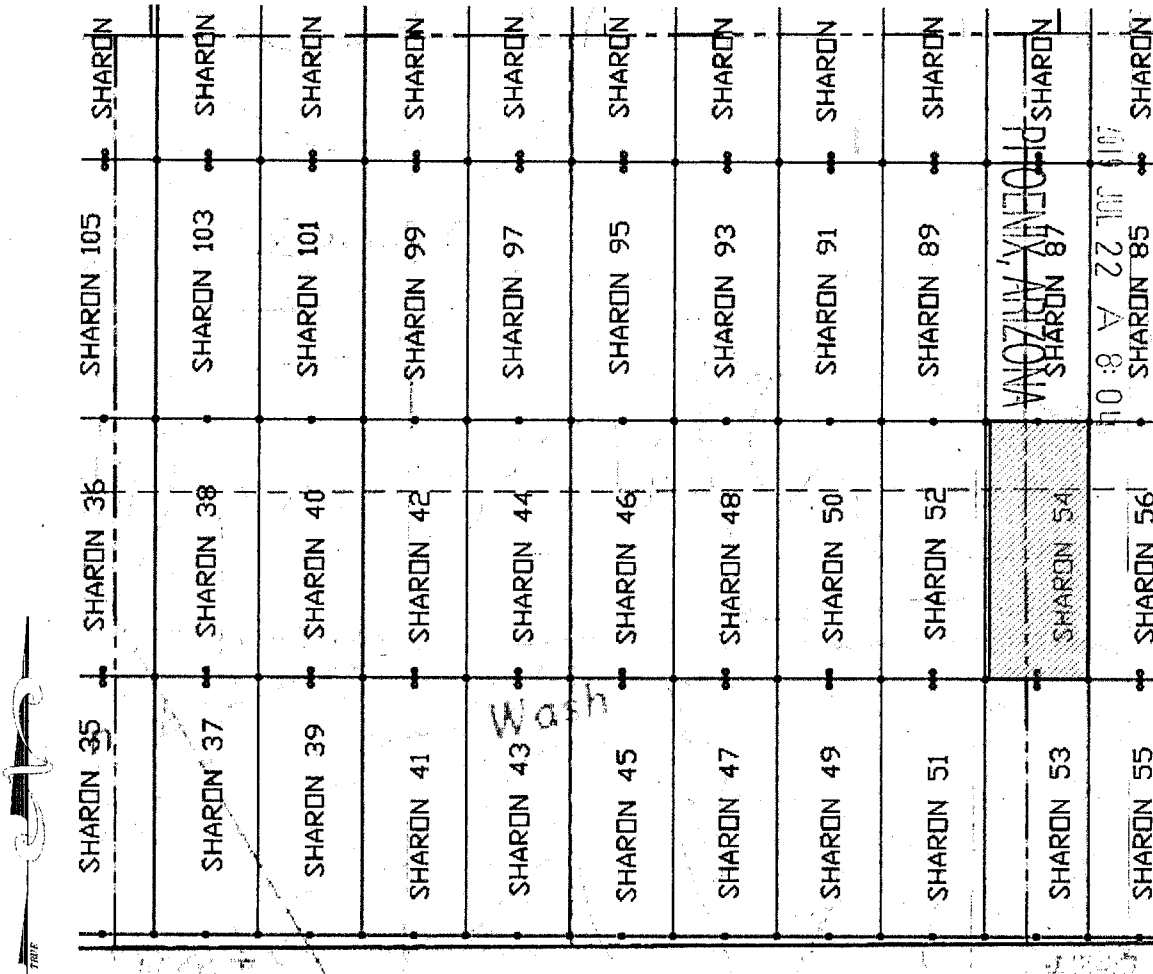 SHARON
SHARON
SHARON
SHARON
SHARON
SHARON
SHARON
SHARON
SHARON
SHARON
SHARON
SHARON 105
SHARON 103
SHARON 101
SHARON 99
SHARON 97
SHARON 95
SHARON 93
SHARON 91
SHARON 89
SHARON 87
SHARON 85
PHOENIX, ARIZONA
2019 JUL 22 A 8:04
SHARON 36
SHARON 38
SHARON 40
SHARON 42
SHARON 44
SHARON 46
SHARON 48
SHARON 50
SHARON 52
SHARON 54
SHARON 56
Wash
SHARON 35
SHARON 37
SHARON 39
SHARON 41
SHARON 43
SHARON 45
SHARON 47
SHARON 49
SHARON 51
SHARON 53
SHARON 55
TRUE